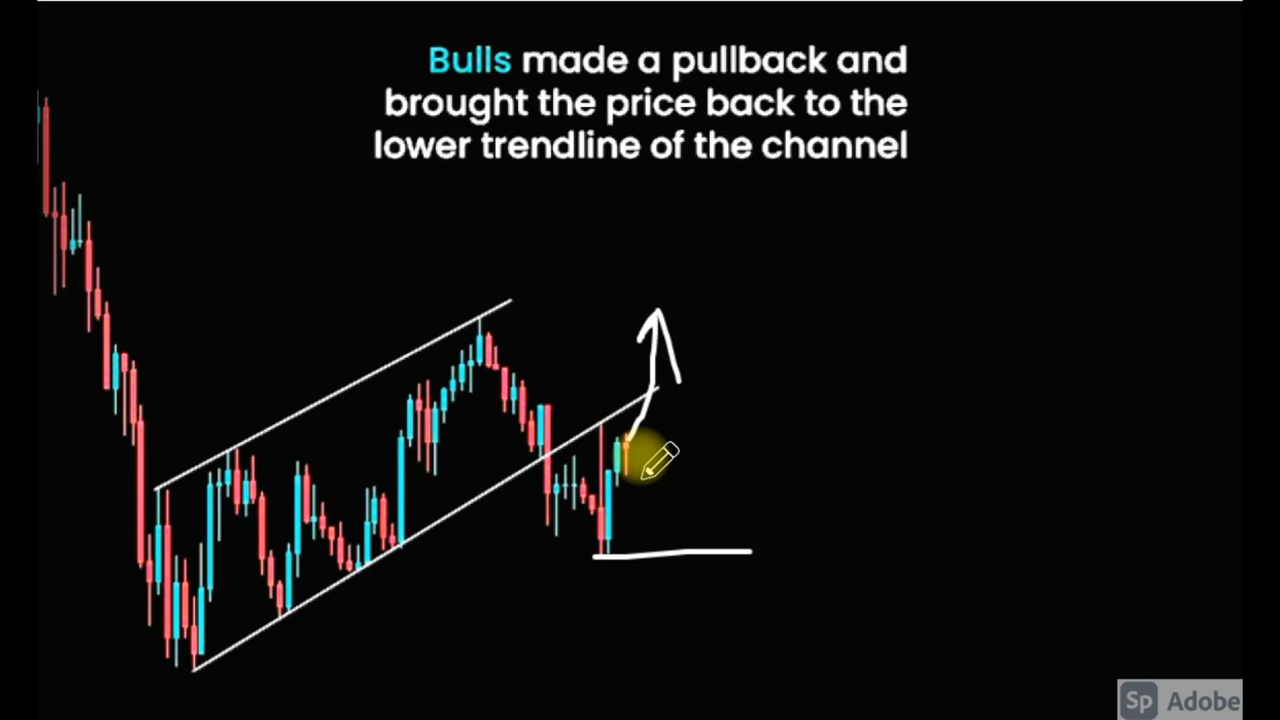 Bulls made a pullback and
brought the price back to the
lower trendline of the channel
Sp Adobe